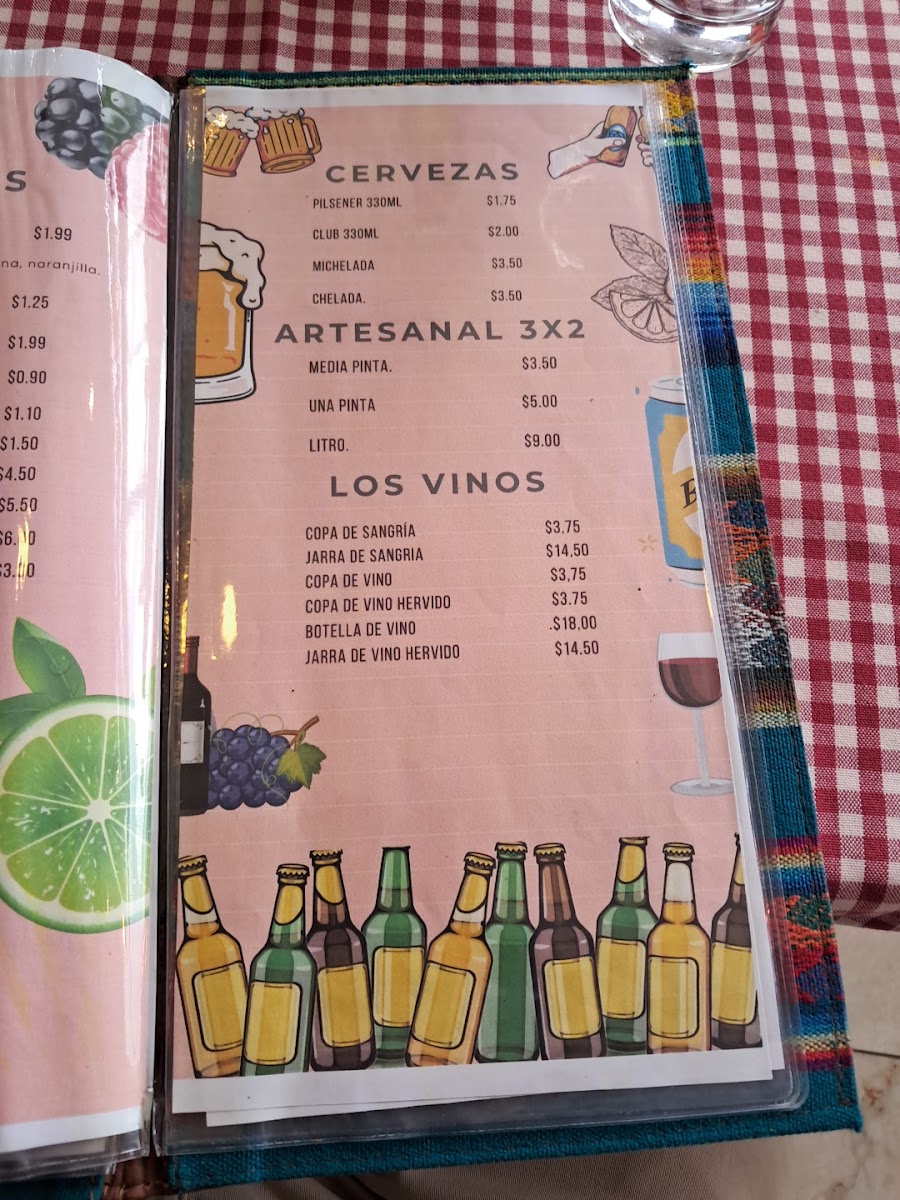 S
$1.99
na, naranjilla.
$1.25
$1.99
$0.90
$1.10
$1.50
$4.50
$5.50
CERVEZAS
PILSENER 330ML $1.75
CLUB 330ML $2.00
MICHELADA $3.50
CHELADA. $3.50
ARTESANAL 3X2
MEDIA PINTA. $3.50
UNA PINTA $5.00
LITRO. $9.00
LOS VINOS
COPA DE SANGRÍA $3,75
JARRA DE SANGRIA $14,50
COPA DE VINO $3,75
COPA DE VINO HERVIDO $3.75
BOTELLA DE VINO .$18,00
JARRA DE VINO HERVIDO $14.50